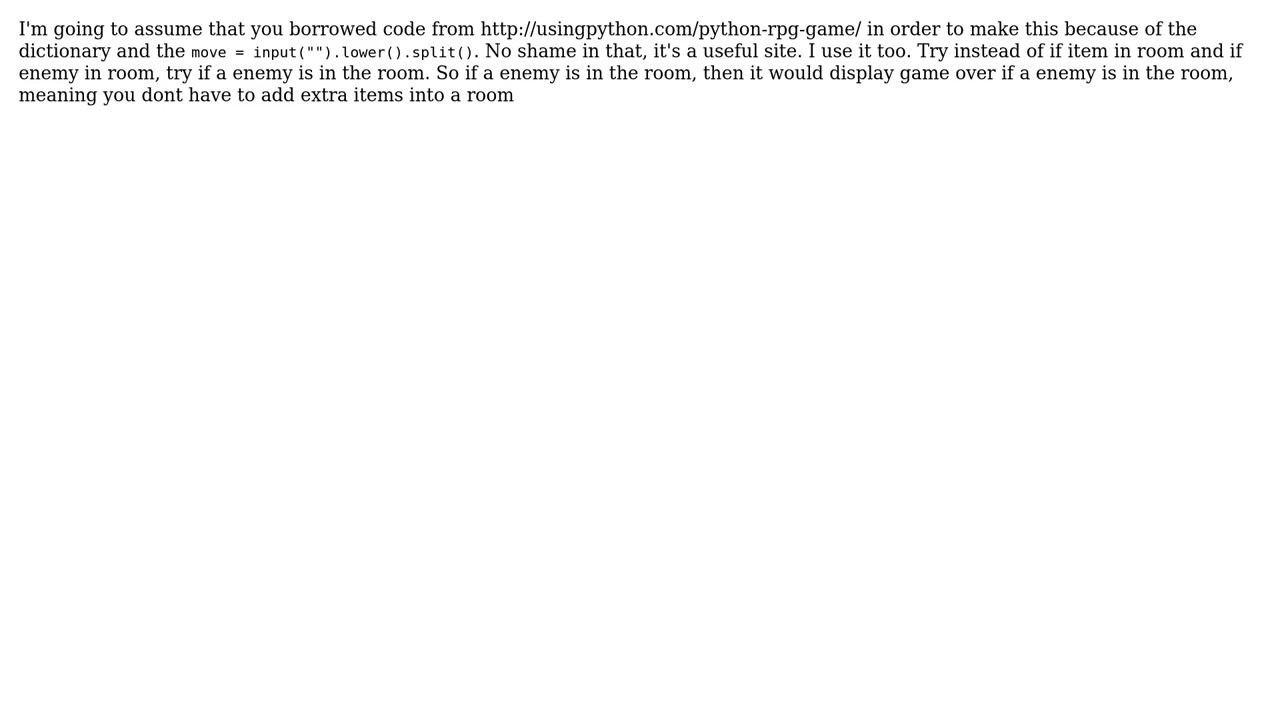 I'm going to assume that you borrowed code from http://usingpython.com/python-rpg-game/ in order to make this because of the
dictionary and the move = input("").lower().split(). No shame in that, it's a useful site. I use it too. Try instead of if item in room and if
enemy in room, try if a enemy is in the room. So if a enemy is in the room, then it would display game over if a enemy is in the room,
meaning you dont have to add extra items into a room